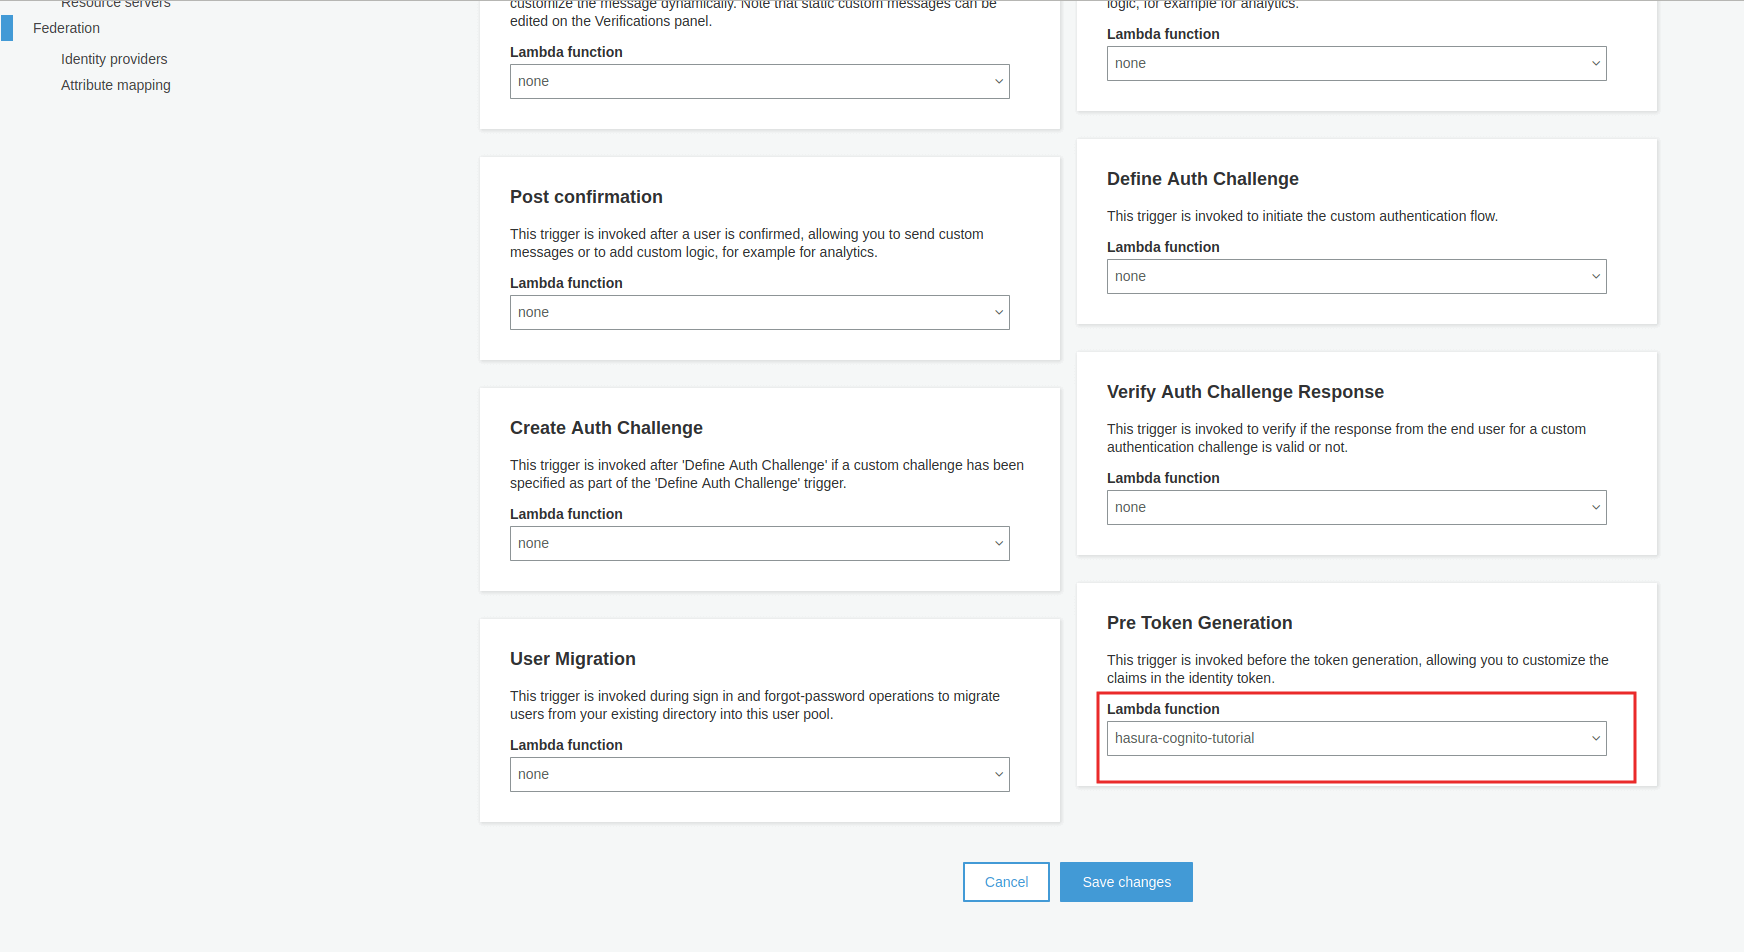 Resource servers
Federation
Identity providers
Attribute mapping
customize the message dynamically. Note that static custom messages can be
edited on the Verifications panel.
Lambda function
none
Post confirmation
This trigger is invoked after a user is confirmed, allowing you to send custom
messages or to add custom logic, for example for analytics.
Lambda function
none
Create Auth Challenge
This trigger is invoked after 'Define Auth Challenge' if a custom challenge has been
specified as part of the 'Define Auth Challenge' trigger.
Lambda function
none
User Migration
This trigger is invoked during sign in and forgot-password operations to migrate
users from your existing directory into this user pool.
Lambda function
none
logic, for example for analytics.
Lambda function
none
Define Auth Challenge
This trigger is invoked to initiate the custom authentication flow.
Lambda function
none
Verify Auth Challenge Response
This trigger is invoked to verify if the response from the end user for a custom
authentication challenge is valid or not.
Lambda function
none
Pre Token Generation
This trigger is invoked before the token generation, allowing you to customize the
claims in the identity token.
Lambda function
hasura-cognito-tutorial
Cancel
Save changes